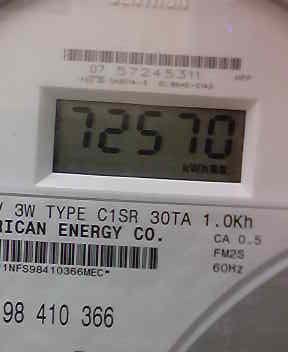 07 57245311
72570
3W TYPE C1SR 30TA 1.0Kh
RICAN ENERGY CO.
CA 0.5
FM2S
60Hz
1NFS98410366MEC*
98 410 366